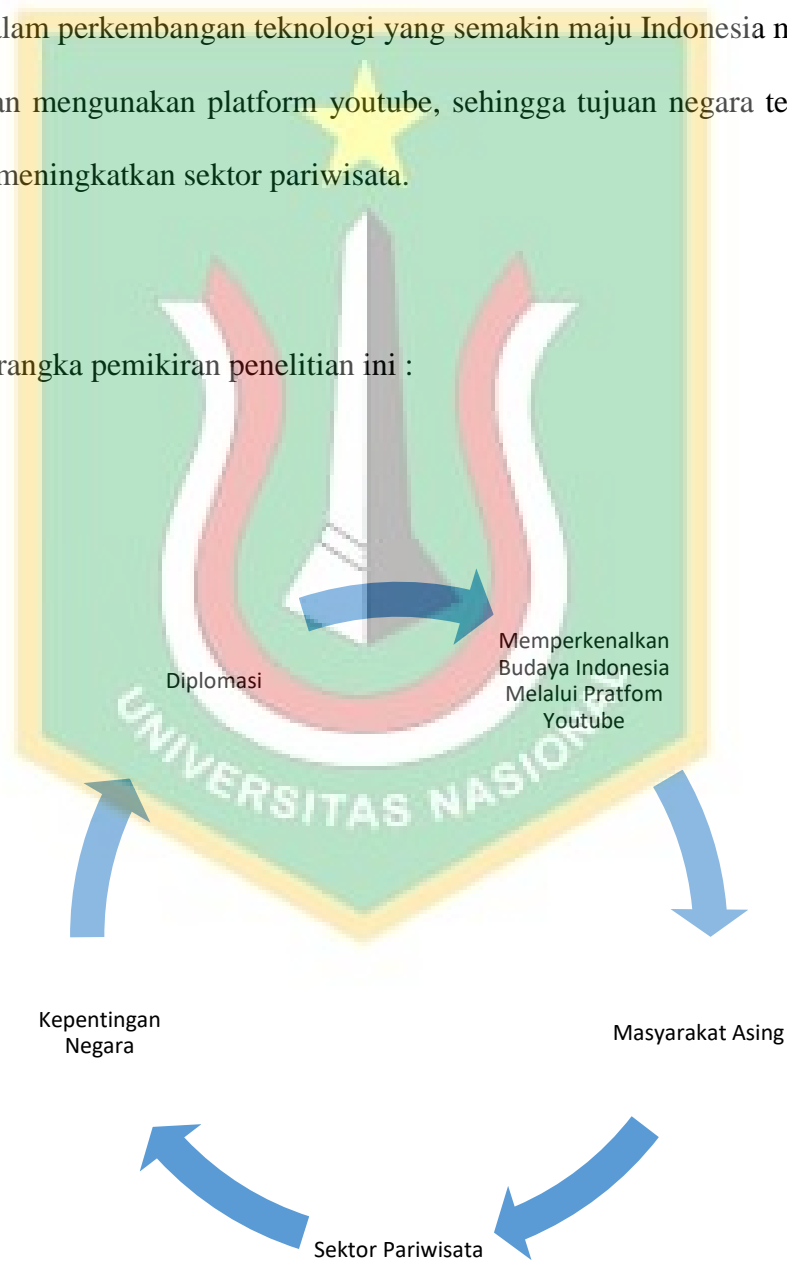 alam perkembangan teknologi yang semakin maju Indonesia m
an mengunakan platform youtube, sehingga tujuan negara te
meningkatkan sektor pariwisata.
rangka pemikiran penelitian ini :
Diplomasi
Memperkenalkan
Budaya Indonesia
Melalui Pratfom
Youtube
UNIVERSITAS NASIONAL
Kepentingan
Negara
Masyarakat Asing
Sektor Pariwisata